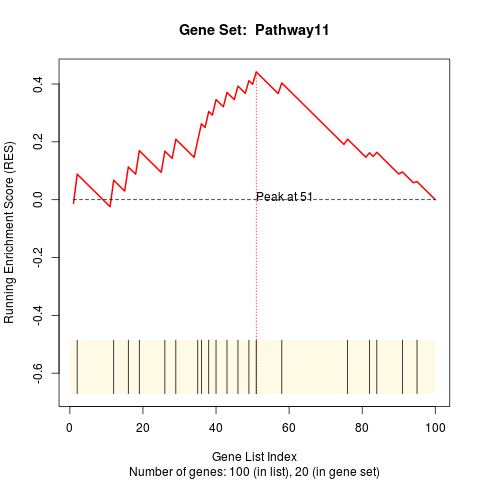 Gene Set:  Pathway11
Running Enrichment Score (RES)
0.4
0.2
0.0
-0.2
-0.4
-0.6
Peak at 51
0 20 40 60 80 100
Gene List Index
Number of genes: 100 (in list), 20 (in gene set)